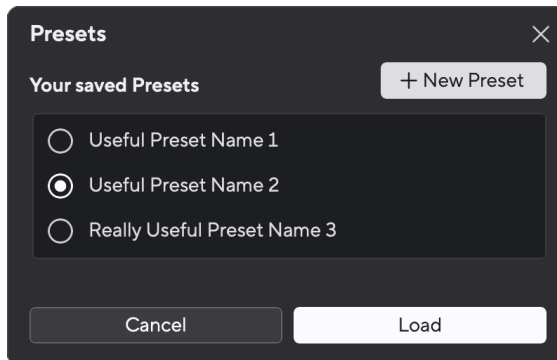 Presets
Your saved Presets
+ New Preset
Useful Preset Name 1
Useful Preset Name 2
Really Useful Preset Name 3
Cancel
Load